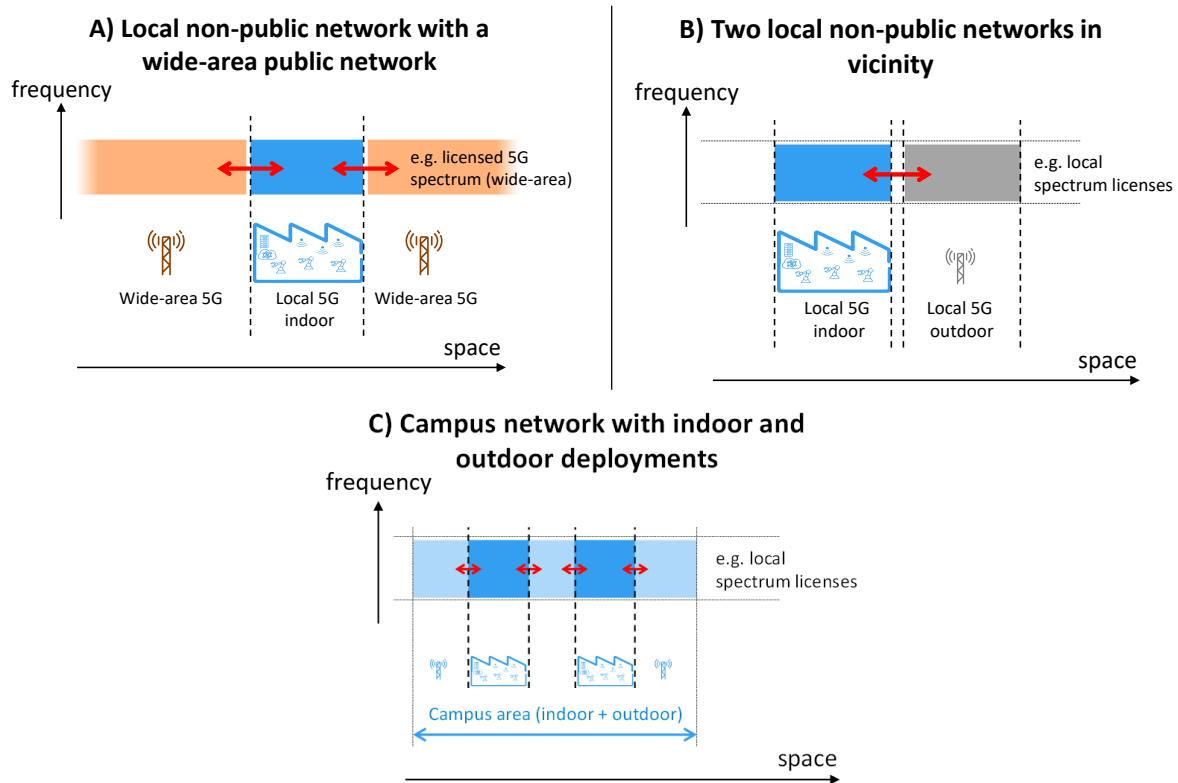 A) Local non-public network with a
wide-area public network
frequency
e.g. licensed 5G
spectrum (wide-area)
Wide-area 5G
Local 5G
indoor
Wide-area 5G
space
B) Two local non-public networks in
vicinity
frequency
e.g. local
spectrum licenses
Local 5G
indoor
Local 5G
outdoor
space
C) Campus network with indoor and
outdoor deployments
frequency
e.g. local
spectrum licenses
Campus area (indoor + outdoor)
space